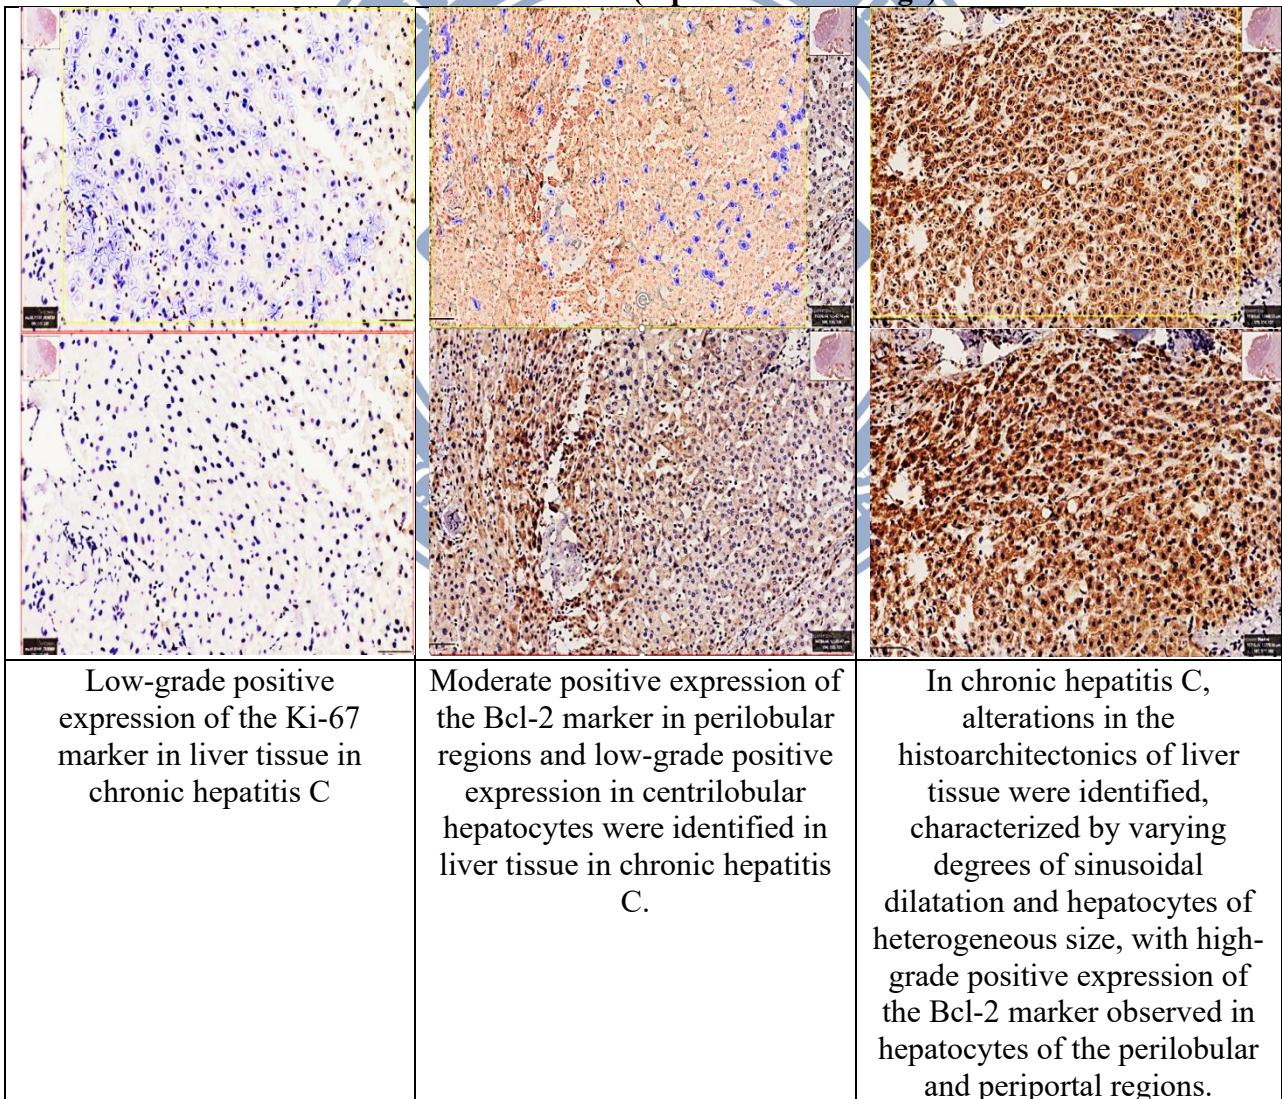 Low-grade positive
expression of the Ki-67
marker in liver tissue in
chronic hepatitis C
Moderate positive expression of
the Bcl-2 marker in perilobular
regions and low-grade positive
expression in centrilobular
hepatocytes were identified in
liver tissue in chronic hepatitis
C.
In chronic hepatitis C,
alterations in the
histoarchitectonics of liver
tissue were identified,
characterized by varying
degrees of sinusoidal
dilatation and hepatocytes of
heterogeneous size, with high-
grade positive expression of
the Bcl-2 marker observed in
hepatocytes of the perilobular
and periportal regions.